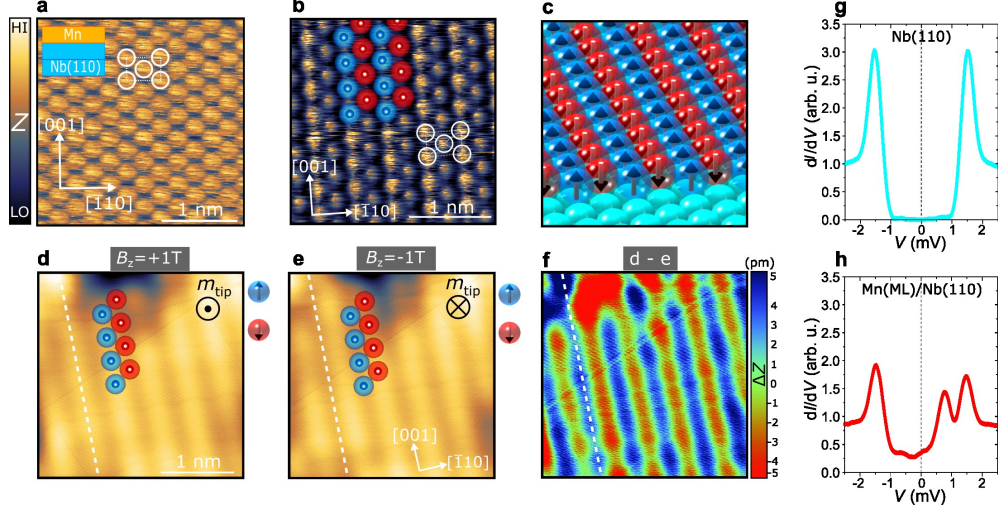 a
HI
Z
LO
Mn
Nb(110)
[001]
[1̄10]
1 nm
b
[001]
[1̄10]
1 nm
c
g
Nb(110)
dI/dV (arb. u.)
3.5
3.0
2.5
2.0
1.5
1.0
0.5
0.0
-2 -1 0 1 2
V (mV)
d
Bz=+1T
mtip
1 nm
e
Bz=-1T
mtip
[001]
[1̄10]
f
d - e
(pm)
5
4
3
2
1
0
1
2
3
4
5
ΔZ
h
Mn(ML)/Nb(110)
dI/dV (arb. u.)
3.5
3.0
2.5
2.0
1.5
1.0
0.5
0.0
-2 -1 0 1 2
V (mV)